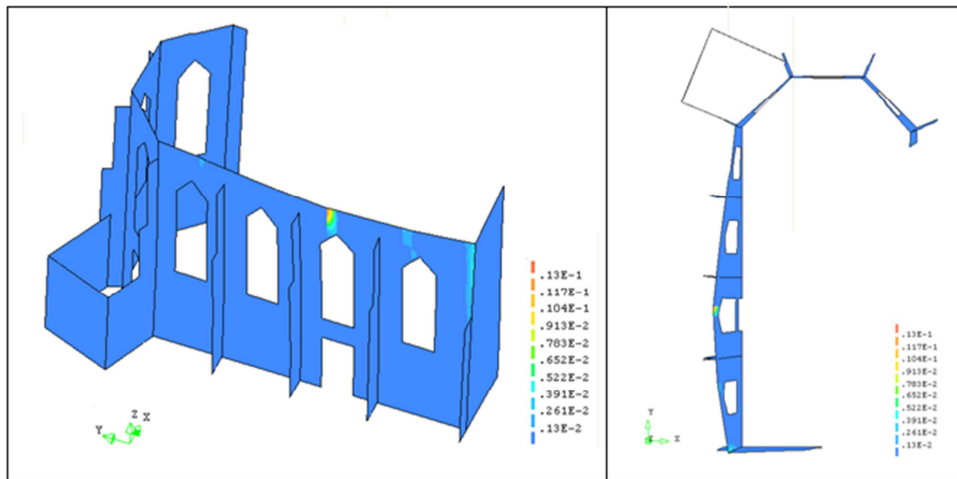 .13E-1
.117E-1
.104E-1
.913E-2
.783E-2
.652E-2
.522E-2
.391E-2
.261E-2
.13E-2
Z X
Y
.13E-1
.117E-1
.104E-1
.913E-2
.783E-2
.652E-2
.522E-2
.391E-2
.261E-2
.13E-2
Y
Z X